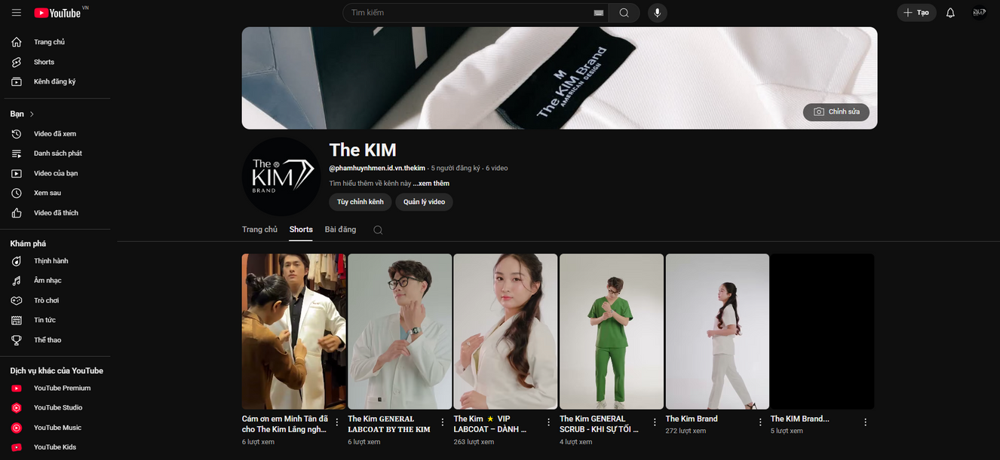 YouTube VN
Tìm kiếm
Tạo
The KIM
Trang chủ
Shorts
Kênh đăng ký
Bạn
Video đã xem
Danh sách phát
Video của bạn
Xem sau
Video đã thích
Khám phá
Thịnh hành
Âm nhạc
Trò chơi
Tin tức
Thể thao
Dịch vụ khác của YouTube
YouTube Premium
YouTube Studio
YouTube Music
YouTube Kids
M
The KIM Brand
AMERICAN DESIGN
Chỉnh sửa
The ®
KIM
BRAND
The KIM
@phamhuynhmen.id.vn.thekim · 5 người đăng ký · 6 video
Tìm hiểu thêm về kênh này ...xem thêm
Tùy chỉnh kênh
Quản lý video
Trang chủ
Shorts
Bài đăng
Cám ơn em Minh Tân đã
cho The Kim Lắng ngh...
6 lượt xem
The Kim 𝐆𝐄𝐍𝐄𝐑𝐀𝐋
𝐋𝐀𝐁𝐂𝐎𝐀𝐓 𝐁𝐘 𝐓𝐇𝐄 𝐊𝐈𝐌
6 lượt xem
The Kim ⭐ VIP
LABCOAT – DÀNH ...
263 lượt xem
The Kim GENERAL
SCRUB - KHI SỰ TỐI ...
4 lượt xem
The Kim Brand
272 lượt xem
The KIM Brand...
5 lượt xem